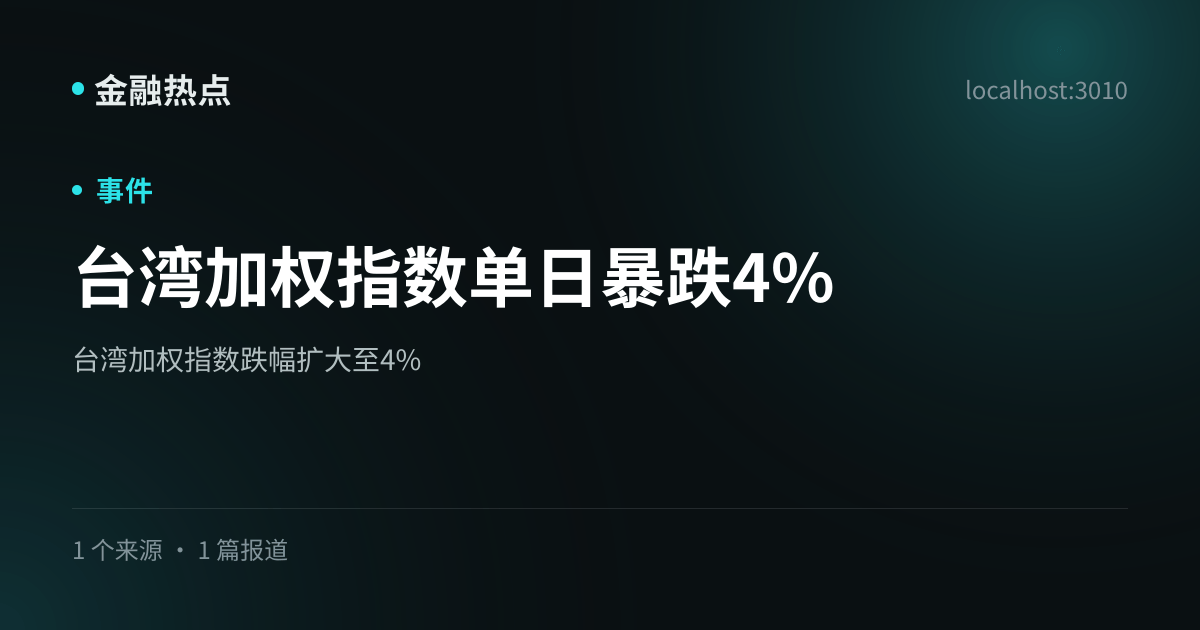 金融热点
localhost:3010
事件
台湾加权指数单日暴跌4%
台湾加权指数跌幅扩大至4%
1 个来源 · 1 篇报道